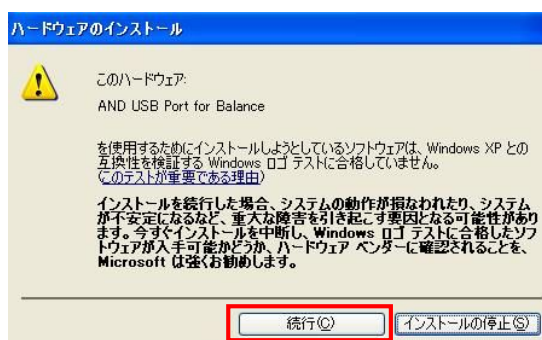 ハードウェアのインストール
このハードウェア:
AND USB Port for Balance
を使用するためにインストールしようとしているソフトウェアは、Windows XP との
互換性を検証する Windows ロゴ テストに合格していません。
(このテストが重要である理由)
インストールを続行した場合、システムの動作が損なわれたり、システム
が不安定になるなど、重大な障害を引き起こす要因となる可能性があり
ます。今すぐインストールを中断し、Windows ロゴ テストに合格したソフ
トウェアが入手可能かどうか、ハードウェア ベンダーに確認されることを、
Microsoft は強くお勧めします。
続行(C)
インストールの停止(S)